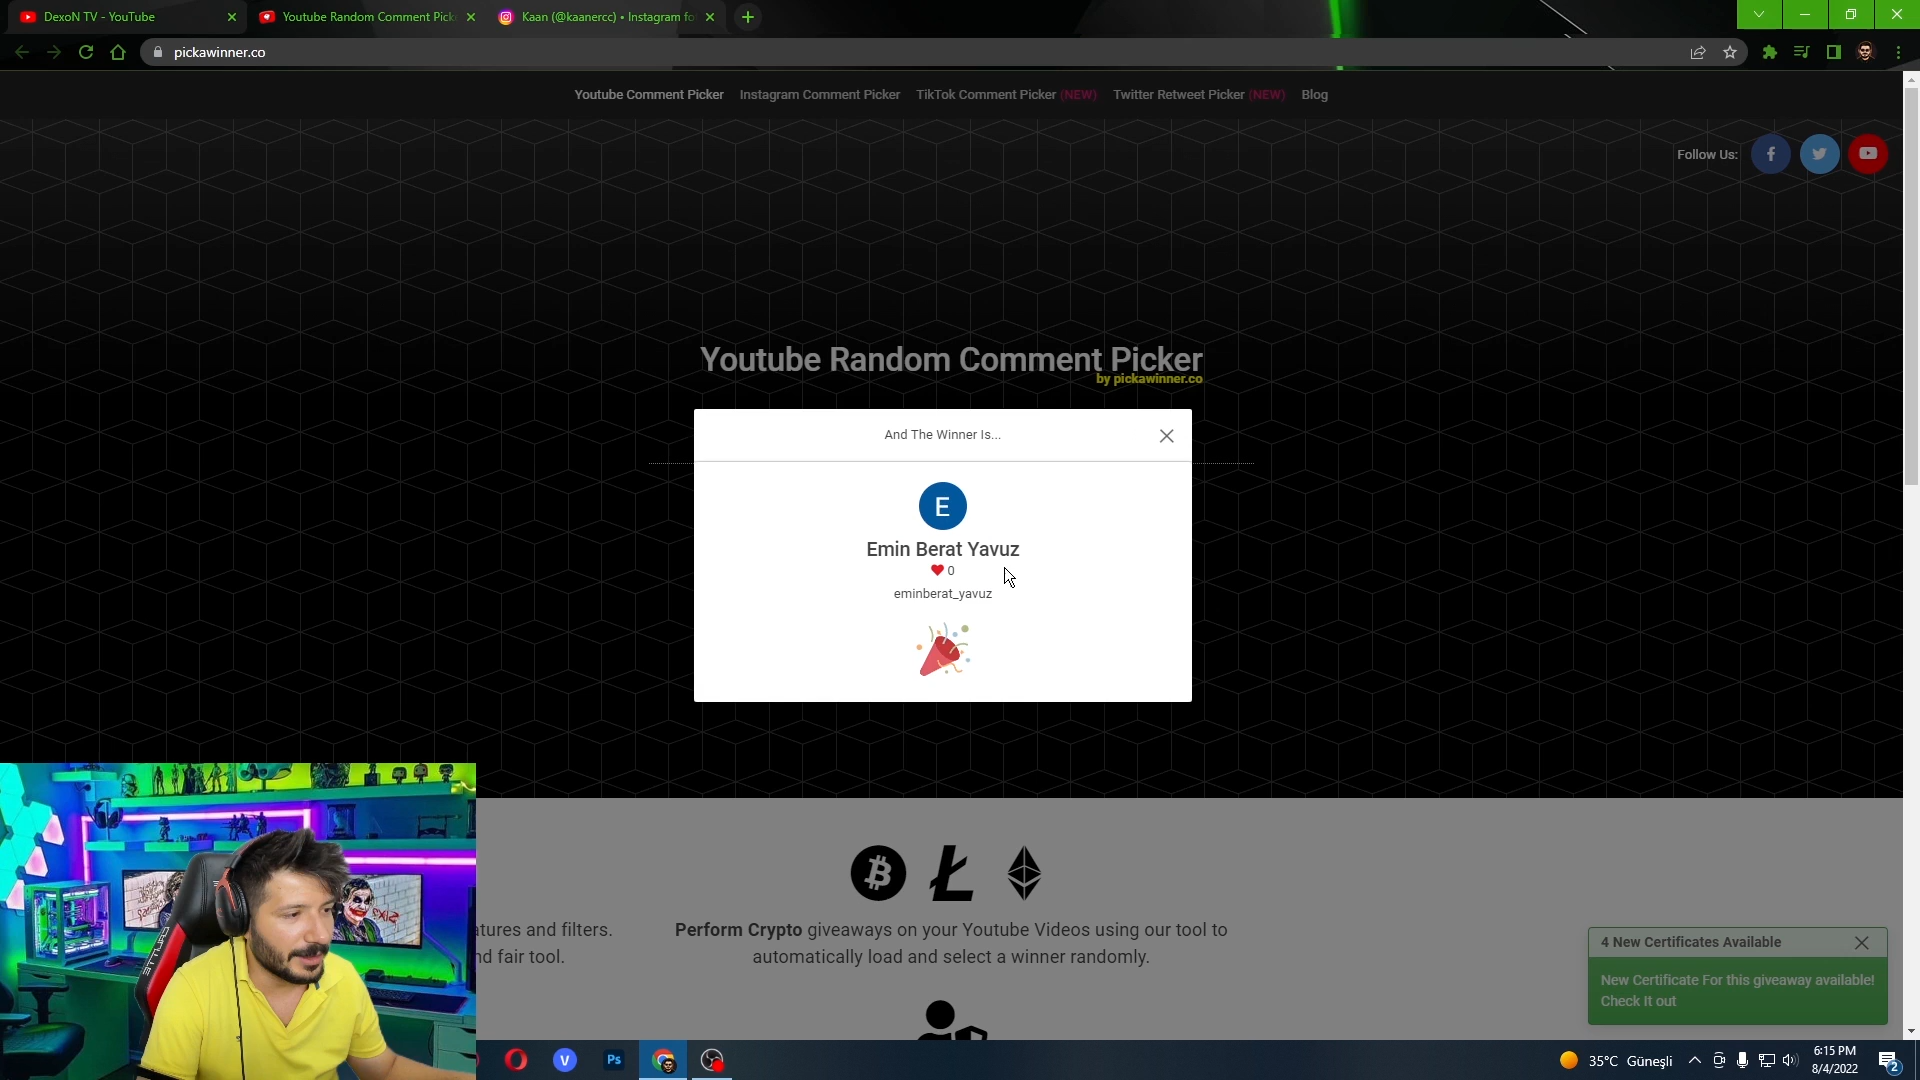 DexoN TV - YouTube
Youtube Random Comment Pick
Kaan (@kaanercc) • Instagram fo
pickawinner.co
Youtube Comment Picker
Instagram Comment Picker
TikTok Comment Picker (NEW)
Twitter Retweet Picker (NEW)
Blog
Follow Us:
Youtube Random Comment Picker
by pickawinner.co
And The Winner Is...
E
Emin Berat Yavuz
0
eminberat_yavuz
atures and filters.
nd fair tool.
Perform Crypto giveaways on your Youtube Videos using our tool to
automatically load and select a winner randomly.
4 New Certificates Available
New Certificate For this giveaway available!
Check It out
V
Ps
35°C Güneşli
6:15 PM
8/4/2022
2